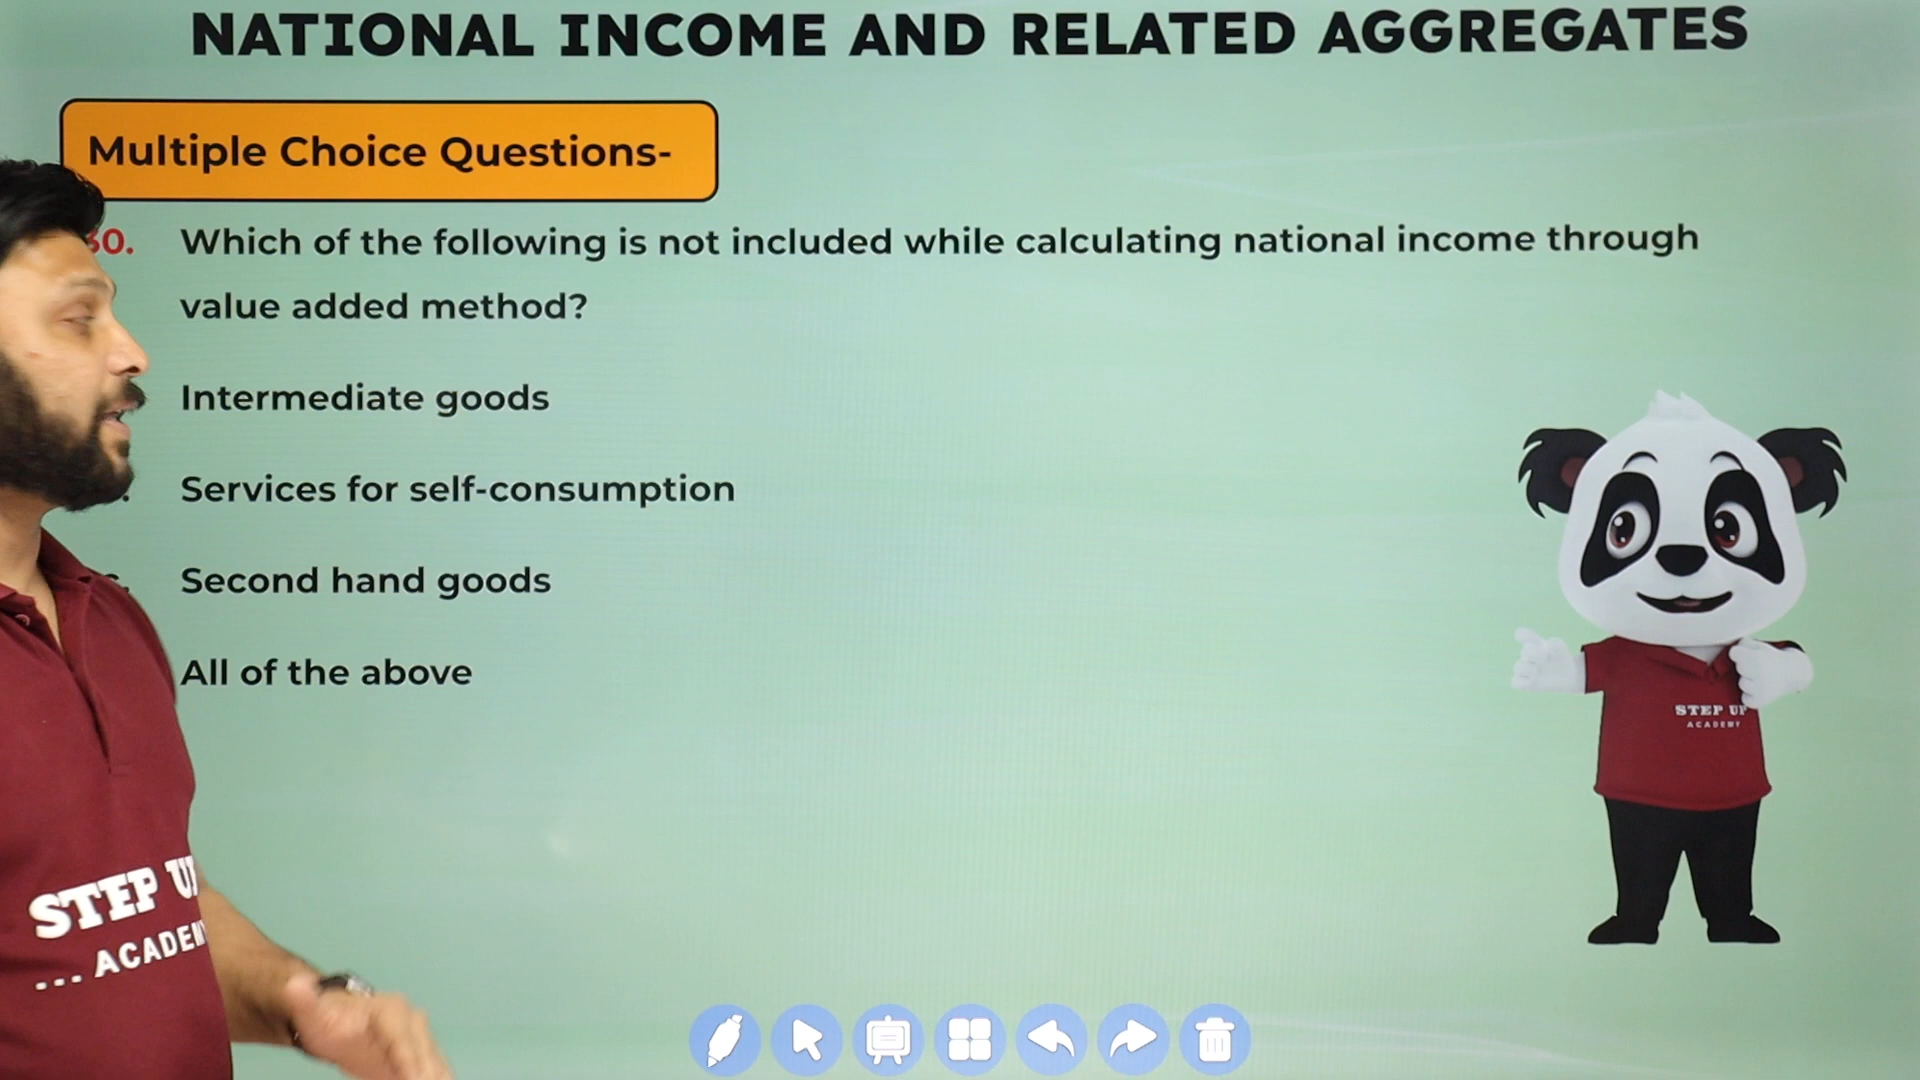 NATIONAL INCOME AND RELATED AGGREGATES
Multiple Choice Questions-
0. Which of the following is not included while calculating national income through
value added method?
Intermediate goods
Services for self-consumption
Second hand goods
All of the above
STEP UP
ACADEMY
STEP
... ACADEM